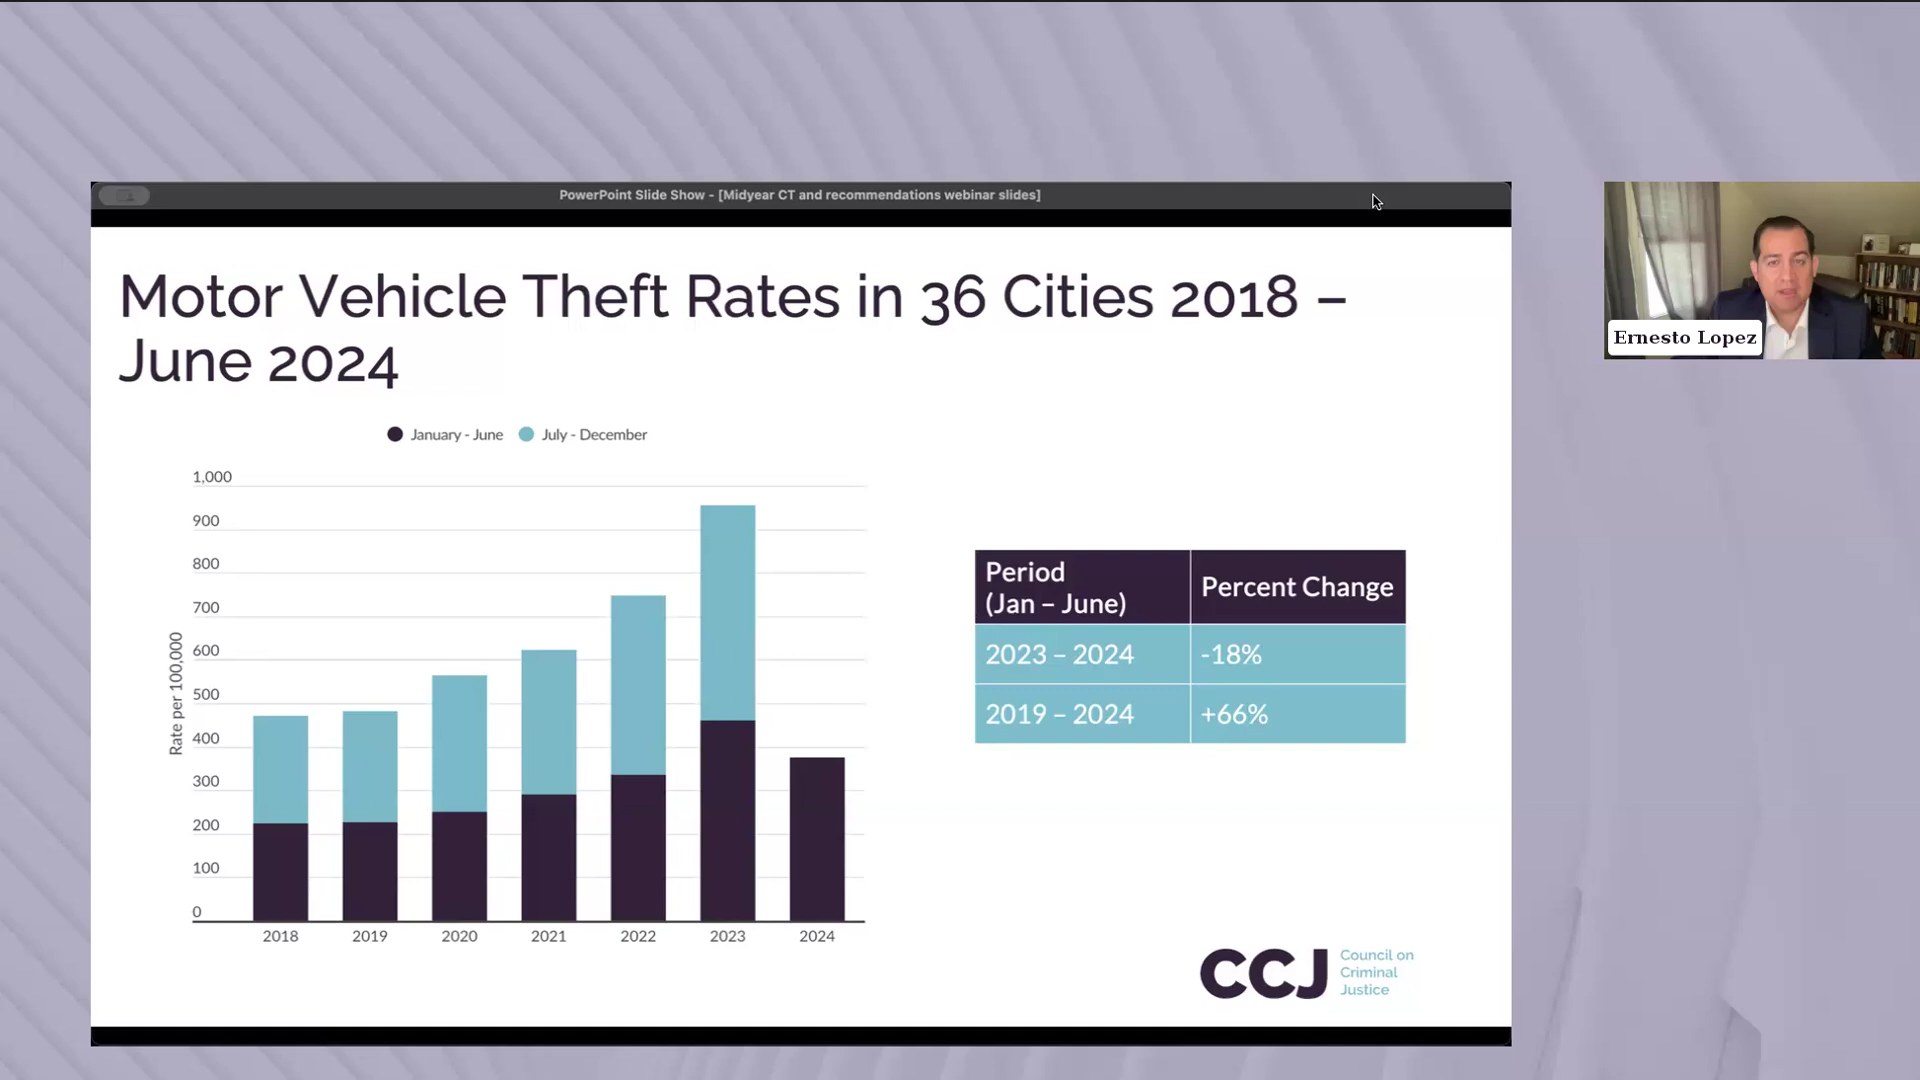 PowerPoint Slide Show - [Midyear CT and recommendations webinar slides]
Motor Vehicle Theft Rates in 36 Cities 2018 –
June 2024
January - June
July - December
1,000
900
800
700
600
500
400
300
200
100
0
Rate per 100,000
2018
2019
2020
2021
2022
2023
2024
Period
(Jan – June)
Percent Change
2023 – 2024
-18%
2019 – 2024
+66%
CCJ
Council on
Criminal
Justice
Ernesto Lopez